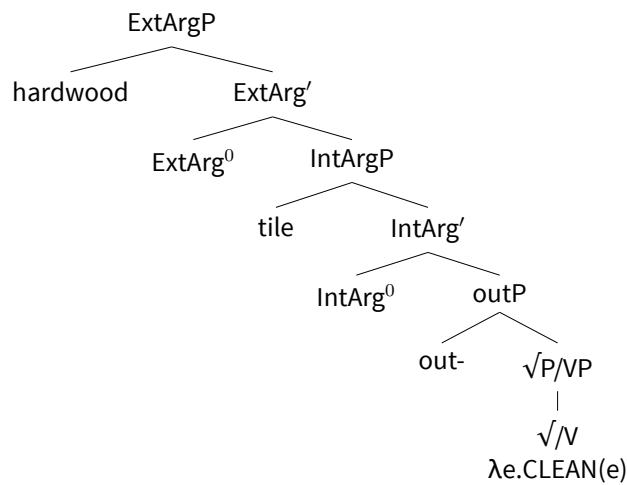 ExtArgP
hardwood ExtArg′
ExtArg⁰ IntArgP
tile IntArg′
IntArg⁰ outP
out- √P/VP
√/V
λe.CLEAN(e)